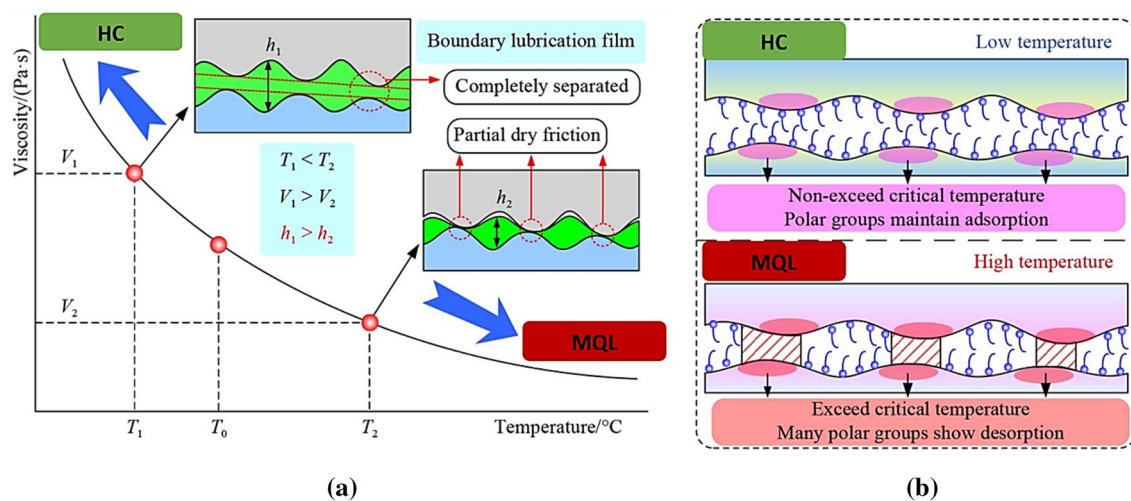 HC
h₁
Boundary lubrication film
Completely separated
Partial dry friction
Viscosity/(Pa·s)
V₁
T₁ < T₂
V₁ > V₂
h₁ > h₂
h₂
V₂
MQL
T₁
T₀
T₂
Temperature/°C
(a)
HC
Low temperature
Non-exceed critical temperature
Polar groups maintain adsorption
MQL
High temperature
Exceed critical temperature
Many polar groups show desorption
(b)